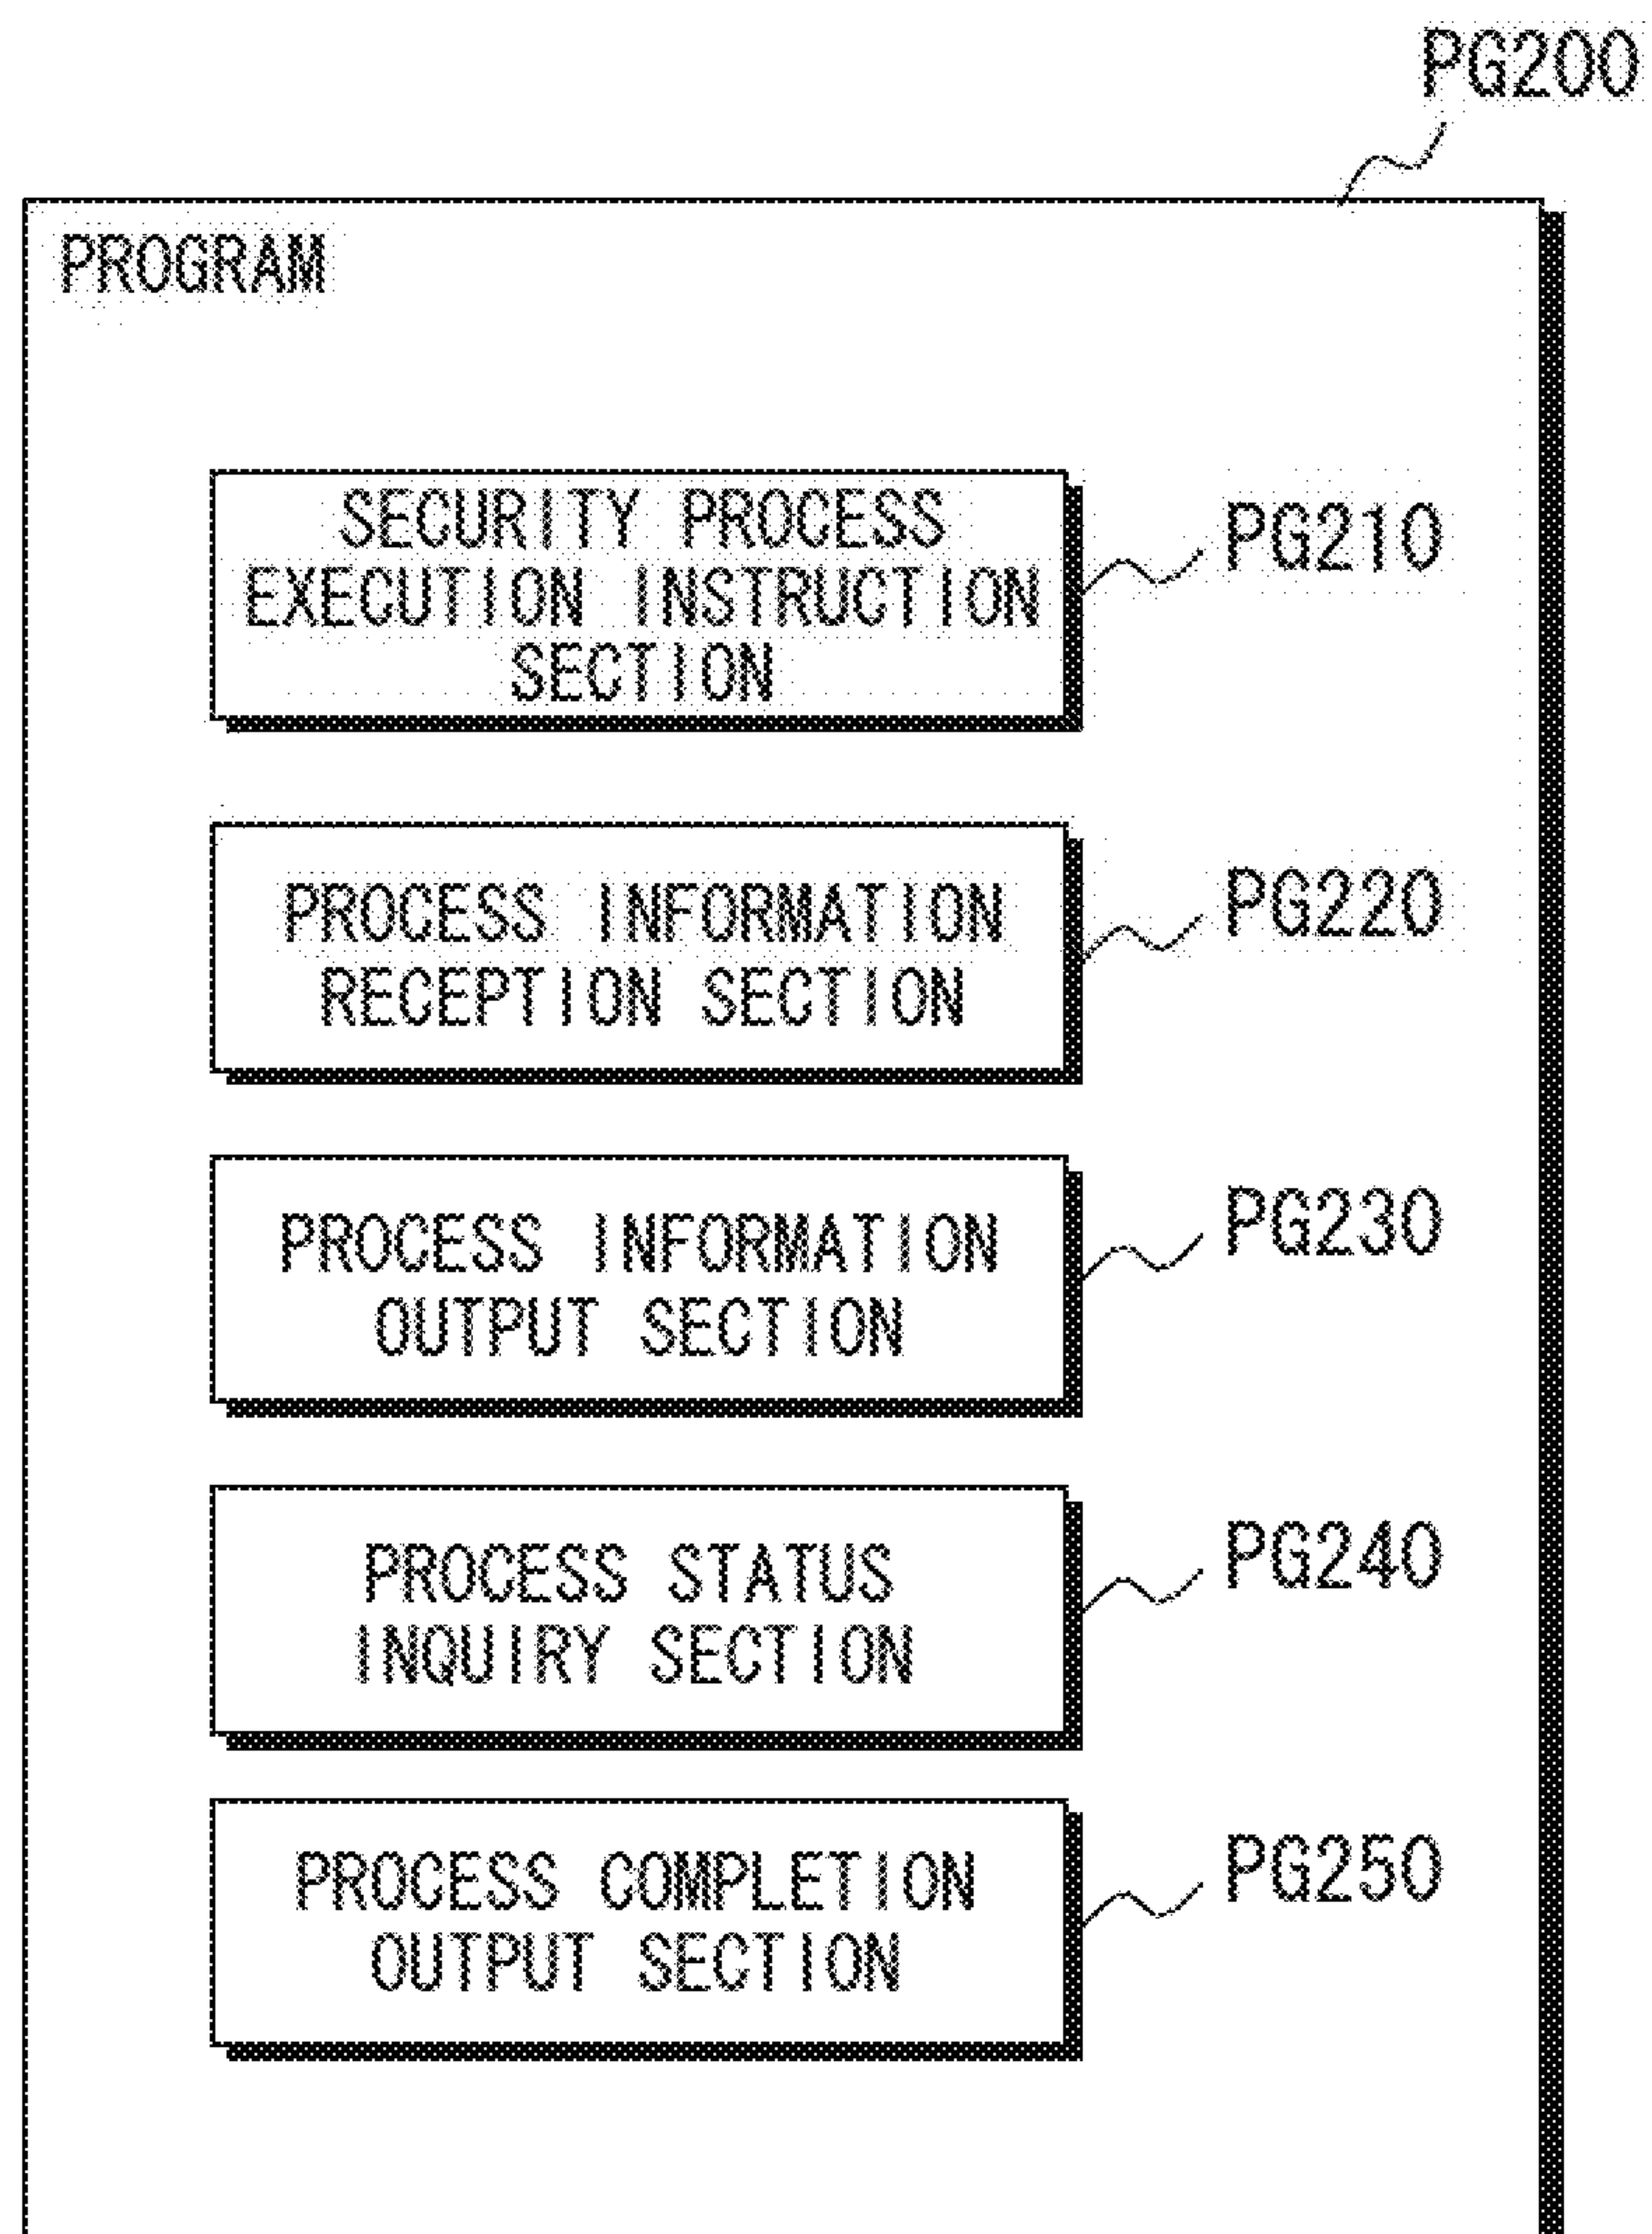 PG200
PROGRAM
SECURITY PROCESS
EXECUTION INSTRUCTION
SECTION
PG210
PROCESS INFORMATION
RECEPTION SECTION
PG220
PROCESS INFORMATION
OUTPUT SECTION
PG230
PROCESS STATUS
INQUIRY SECTION
PG240
PROCESS COMPLETION
OUTPUT SECTION
PG250